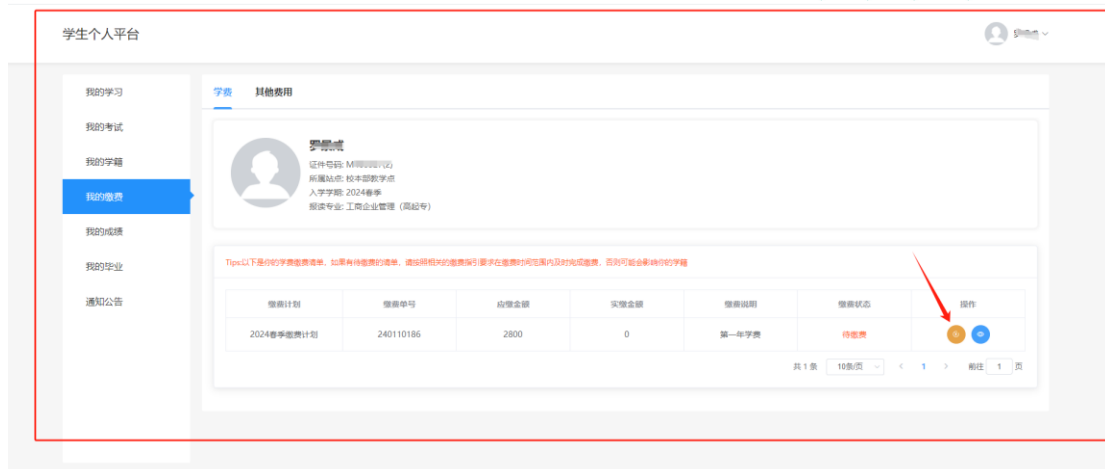 学生个人平台
我的学习
我的考试
我的学籍
我的缴费
我的成绩
我的毕业
通知公告
学费 其他费用
证件号码: M
所属站点: 校本部教学点
入学学期: 2024春季
报读专业: 工商企业管理（高起专）
Tips:以下是你的学费缴费清单，如果有待缴费的清单，请按照相关的缴费指引要求在缴费时间范围内及时完成缴费，否则可能会影响你的学籍
缴费计划 缴费单号 应缴金额 实缴金额 缴费说明 缴费状态 操作
2024春季缴费计划 240110186 2800 0 第一年学费 待缴费
共 1 条 10条/页 1 前往 1 页